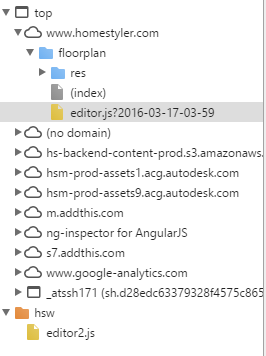 top
www.homestyler.com
floorplan
res
(index)
editor.js?2016-03-17-03-59
(no domain)
hs-backend-content-prod.s3.amazonaws.
hsm-prod-assets1.acg.autodesk.com
hsm-prod-assets9.acg.autodesk.com
m.addthis.com
ng-inspector for AngularJS
s7.addthis.com
www.google-analytics.com
_atssh171 (sh.d28edc63379328f4575c865
hsw
editor2.js